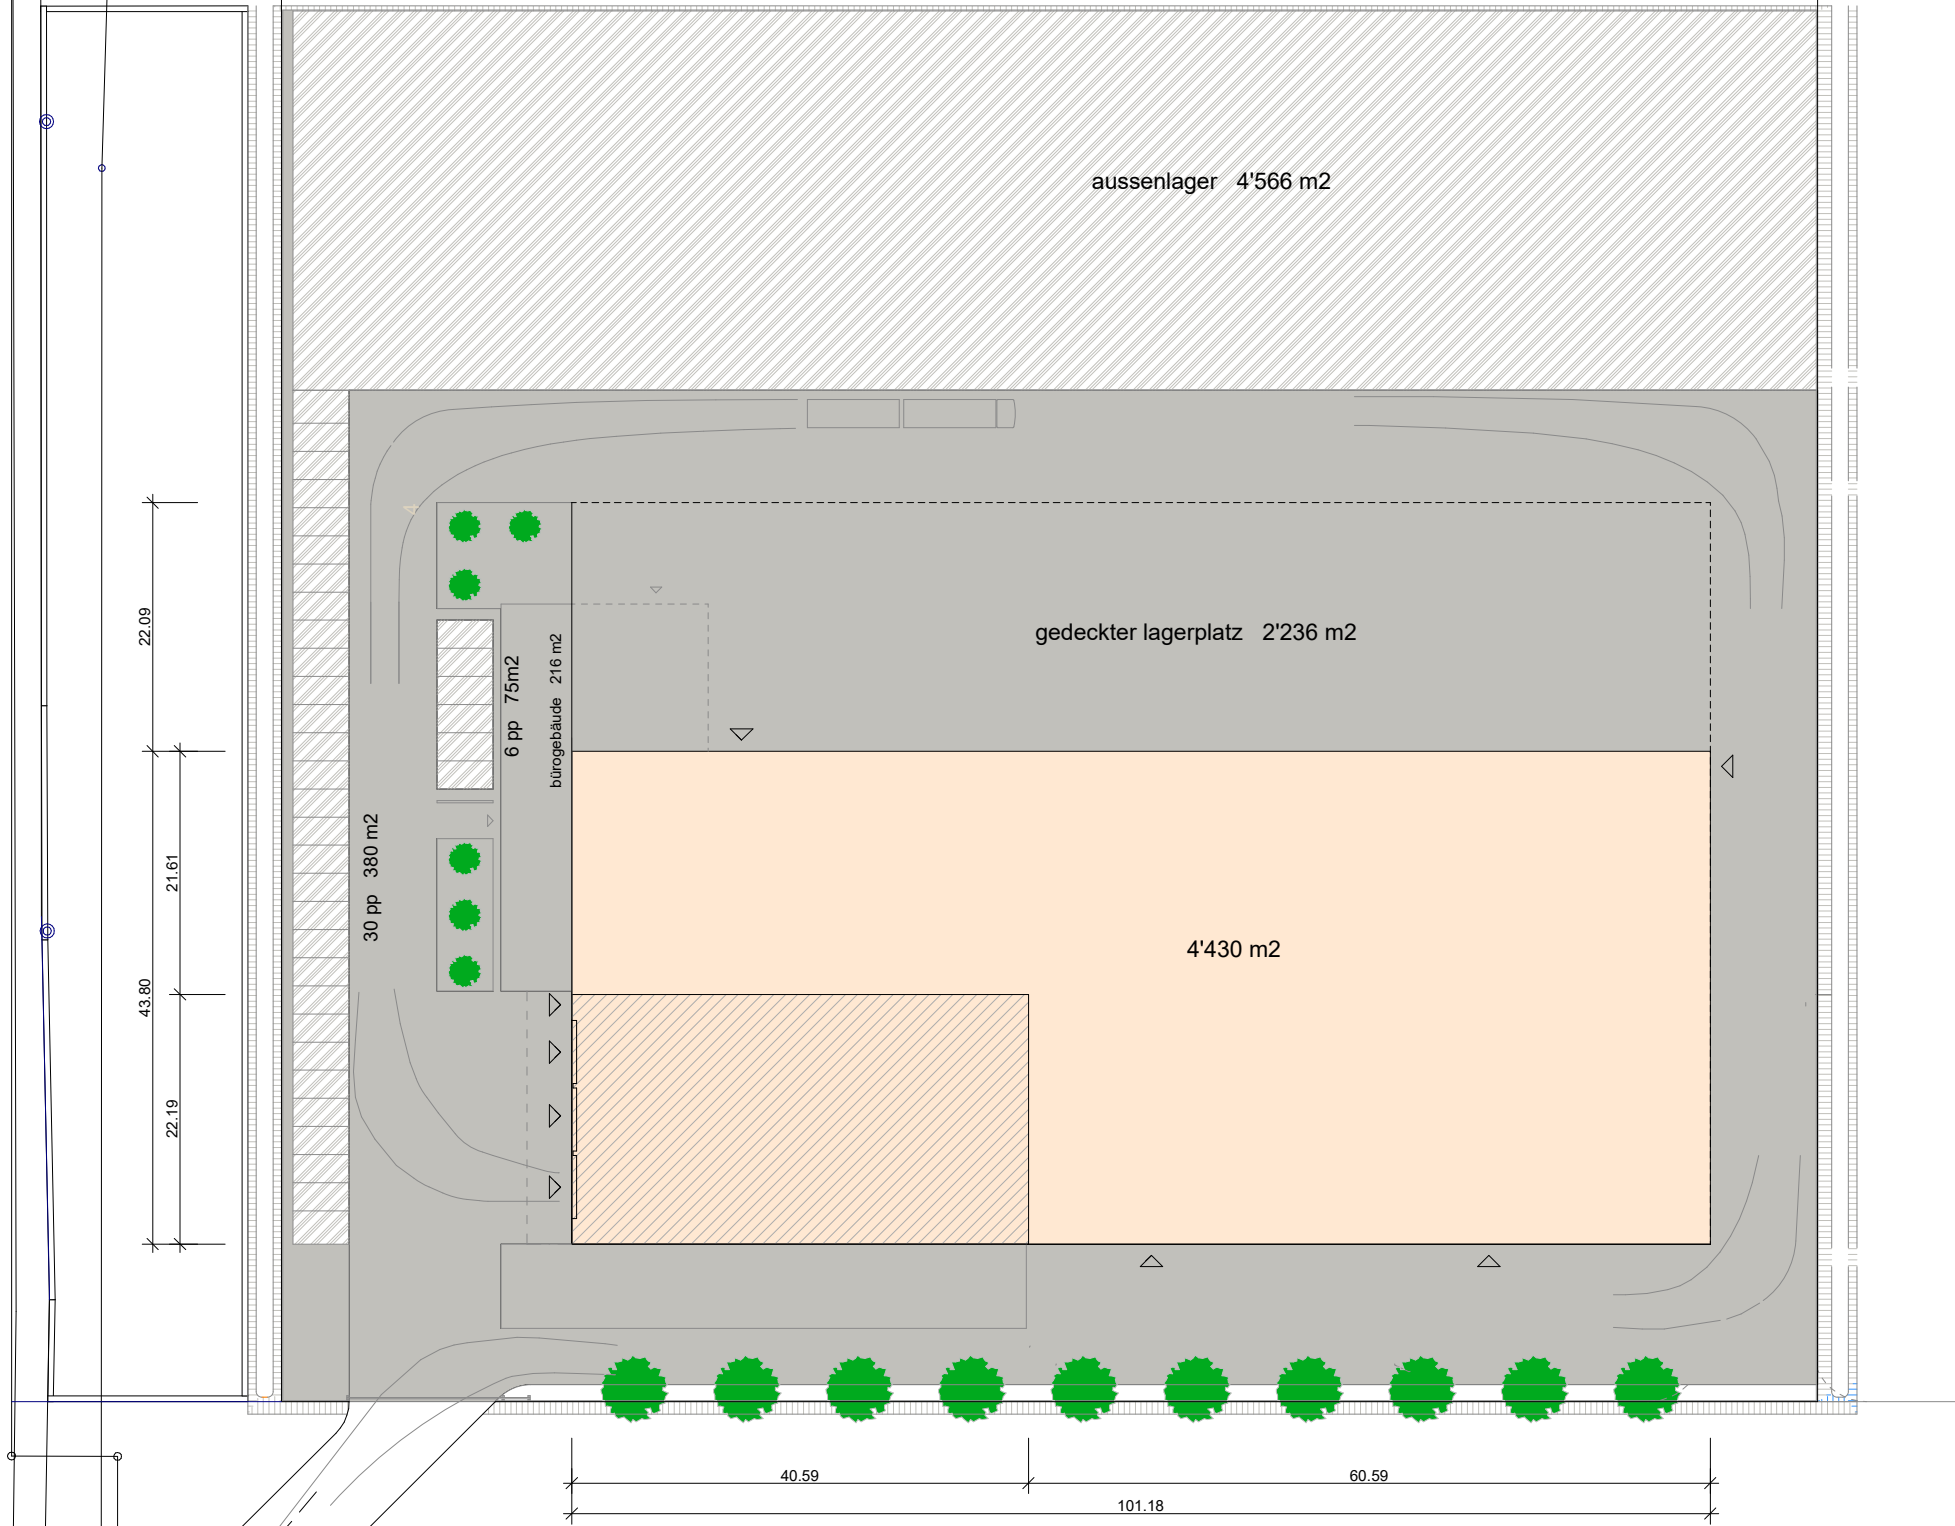 aussenlager 4'566 m2
gedeckter lagerplatz 2'236 m2
6 pp 75m2
bürogebäude 216 m2
30 pp 380 m2
4'430 m2
22.09
21.61
43.80
22.19
40.59
60.59
101.18